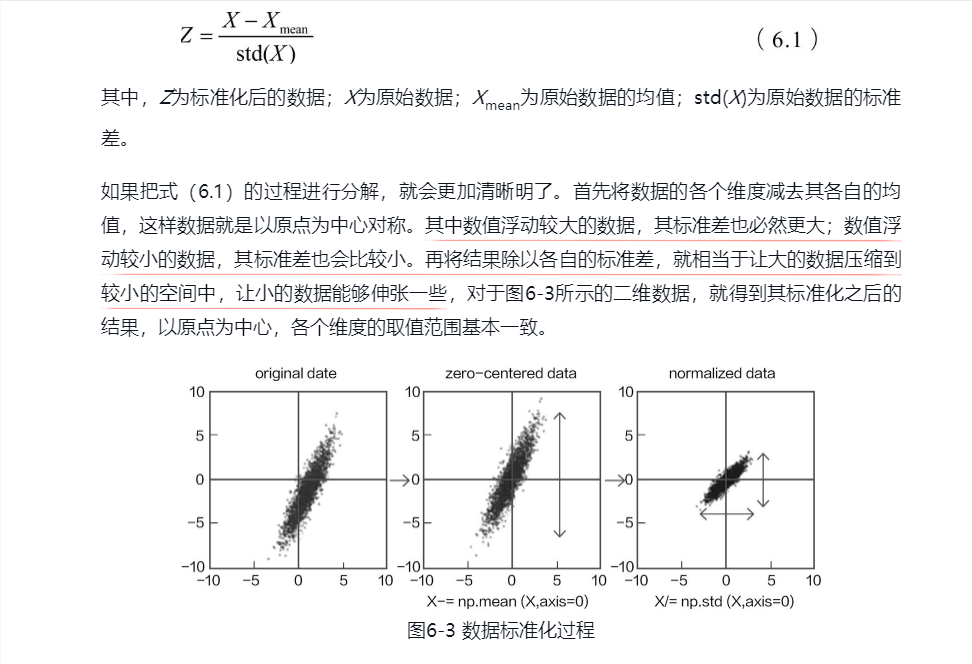 Z = (X − Xmean) / std(X) （6.1）
其中，Z为标准化后的数据；X为原始数据；Xmean为原始数据的均值；std(X)为原始数据的标准
差。
如果把式（6.1）的过程进行分解，就会更加清晰明了。首先将数据的各个维度减去其各自的均
值，这样数据就是以原点为中心对称。其中数值浮动较大的数据，其标准差也必然更大；数值浮
动较小的数据，其标准差也会比较小。再将结果除以各自的标准差，就相当于让大的数据压缩到
较小的空间中，让小的数据能够伸张一些，对于图6-3所示的二维数据，就得到其标准化之后的
结果，以原点为中心，各个维度的取值范围基本一致。
original date zero-centered data normalized data
10 10 10
5 5 5
0 0 0
−5 −5 −5
−10 −10 −10
−10 −5 0 5 10 −10 −5 0 5 10 −10 −5 0 5 10
X−= np.mean (X,axis=0) X/= np.std (X,axis=0)
图6-3 数据标准化过程